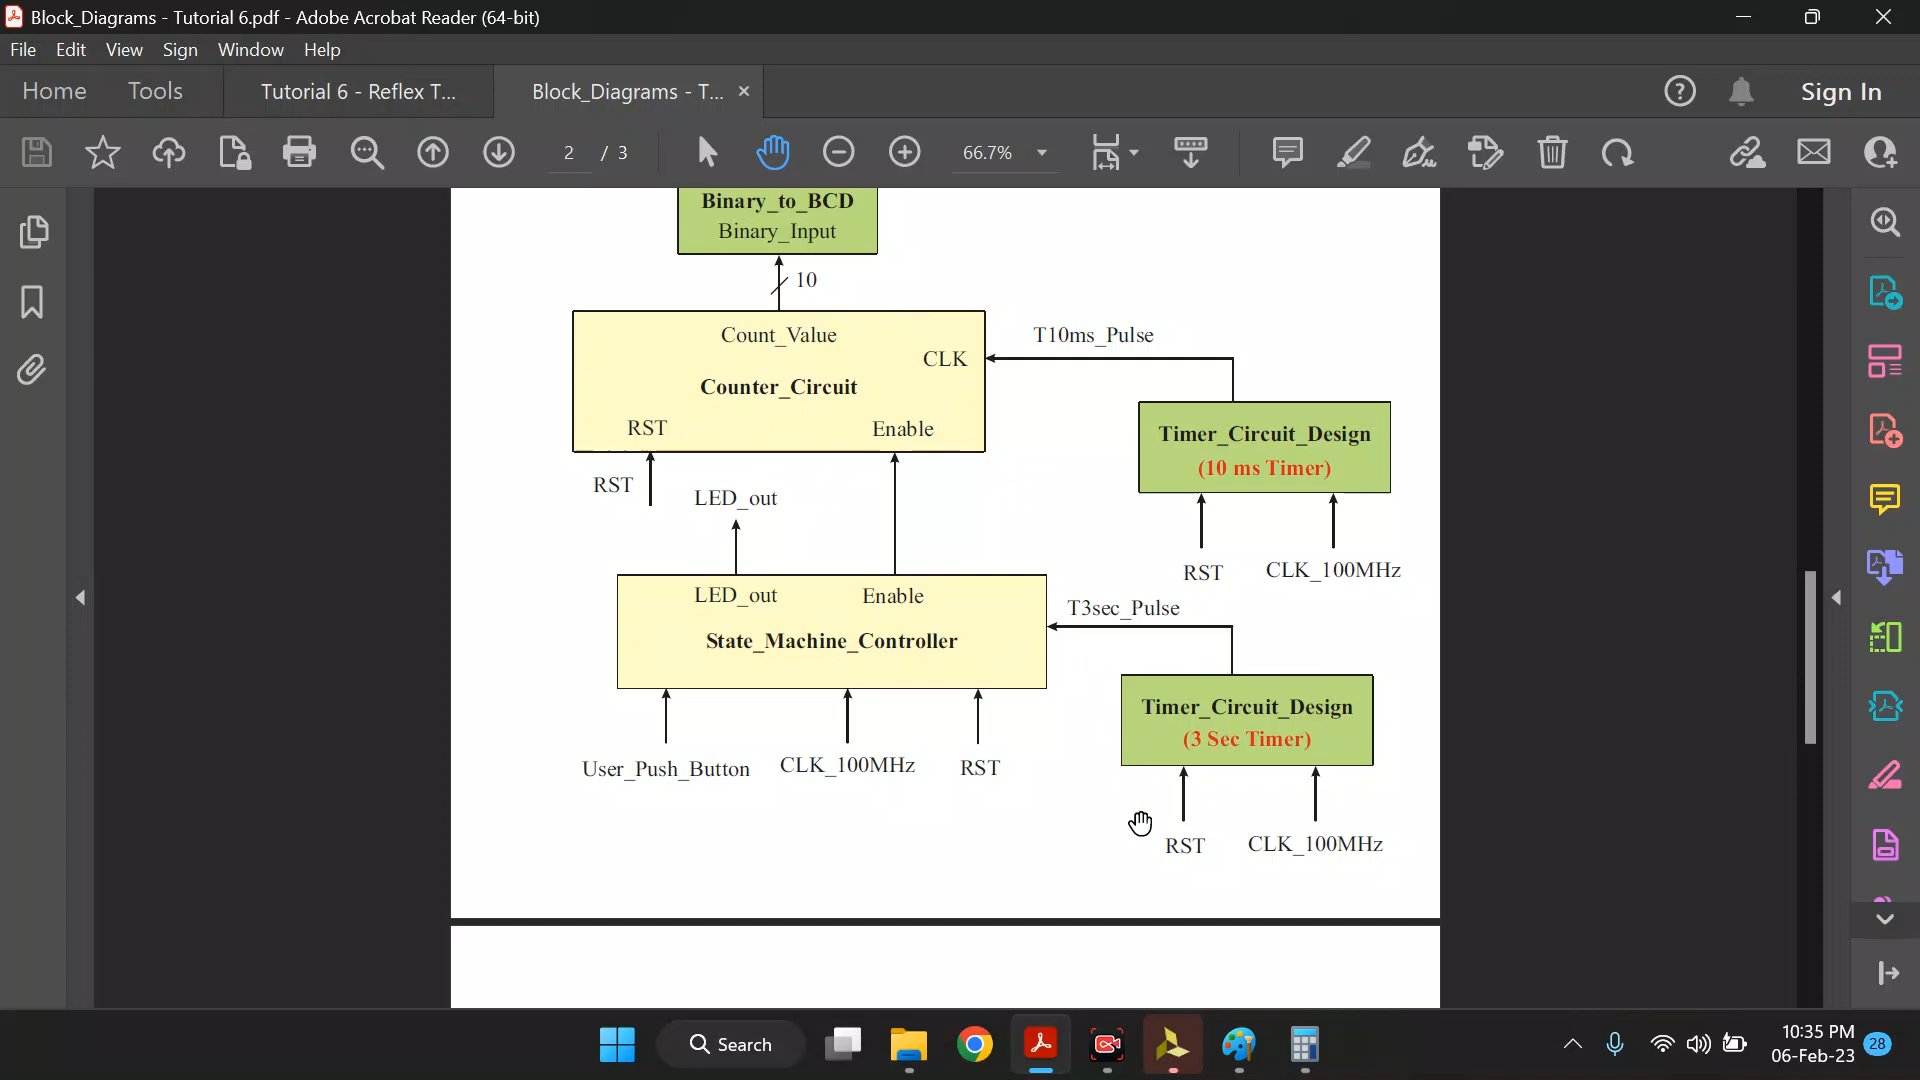 Block_Diagrams - Tutorial 6.pdf - Adobe Acrobat Reader (64-bit)
File Edit View Sign Window Help
Home Tools Tutorial 6 - Reflex T... Block_Diagrams - T... × Sign In
2 / 3 66.7%
Binary_to_BCD
Binary_Input
10
Count_Value
T10ms_Pulse
CLK
Counter_Circuit
RST Enable
Timer_Circuit_Design
(10 ms Timer)
RST
LED_out
RST CLK_100MHz
LED_out Enable
T3sec_Pulse
State_Machine_Controller
Timer_Circuit_Design
(3 Sec Timer)
User_Push_Button CLK_100MHz RST
RST CLK_100MHz
Search
10:35 PM
06-Feb-23
28